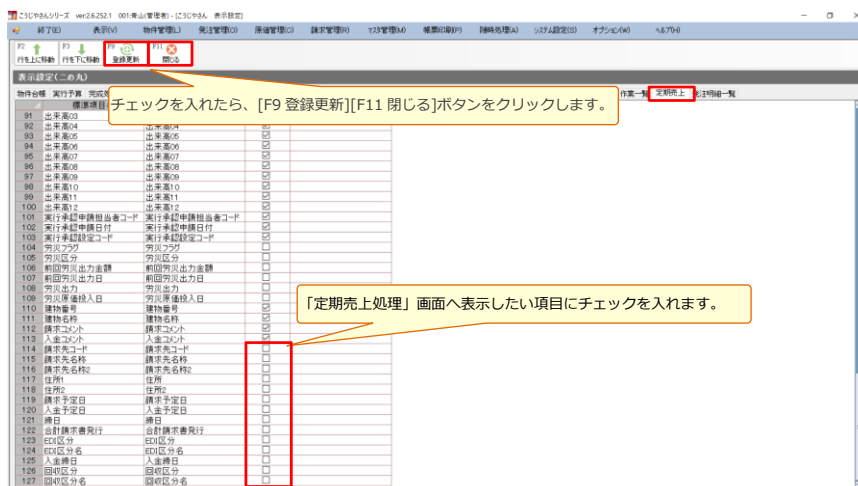 こうじやさんシリーズ ver.2.6.252.1 001:青山(管理者) - [こうじやさん 表示設定]
終了(E) 表示(V) 物件管理(L) 発注管理(O) 原価管理(C) 請求管理(R) マスタ管理(M) 帳票印刷(P) 随時処理(A) システム設定(S) オプション(W) ヘルプ(H)
F2 F3 F9 F11
行を上に移動 行を下に移動 登録更新 閉じる
表示設定(二の丸)
物件台帳 実行予算 作業一覧 定期売上 発注明細一覧
チェックを入れたら、[F9 登録更新][F11 閉じる]ボタンをクリックします。
91 出来高03
92 出来高04 出来高04
93 出来高05 出来高05
94 出来高06 出来高06
95 出来高07 出来高07
96 出来高08 出来高08
97 出来高09 出来高09
98 出来高10 出来高10
99 出来高11 出来高11
100 出来高12 出来高12
101 実行承認申請担当者コード 実行承認申請担当者コード
102 実行承認申請日付 実行承認申請日付
103 実行承認設定コード 実行承認設定コード
104 労災フラグ 労災フラグ
105 労災区分 労災区分
106 前回労災出力金額 前回労災出力金額
107 前回労災出力日 前回労災出力日
108 労災出力 労災出力
109 労災原価投入日 労災原価投入日
「定期売上処理」画面へ表示したい項目にチェックを入れます。
110 建物番号 建物番号
111 建物名称 建物名称
112 請求コメント 請求コメント
113 入金コメント 入金コメント
114 請求先コード 請求先コード
115 請求先名称 請求先名称
116 請求先名称2 請求先名称2
117 住所1 住所
118 住所2 住所2
119 請求予定日 請求予定日
120 入金予定日 入金予定日
121 締日 締日
122 合計請求書発行 合計請求書発行
123 EDI区分 EDI区分
124 EDI区分名 EDI区分名
125 入金締日 入金締日
126 回収区分 回収区分
127 回収区分名 回収区分名